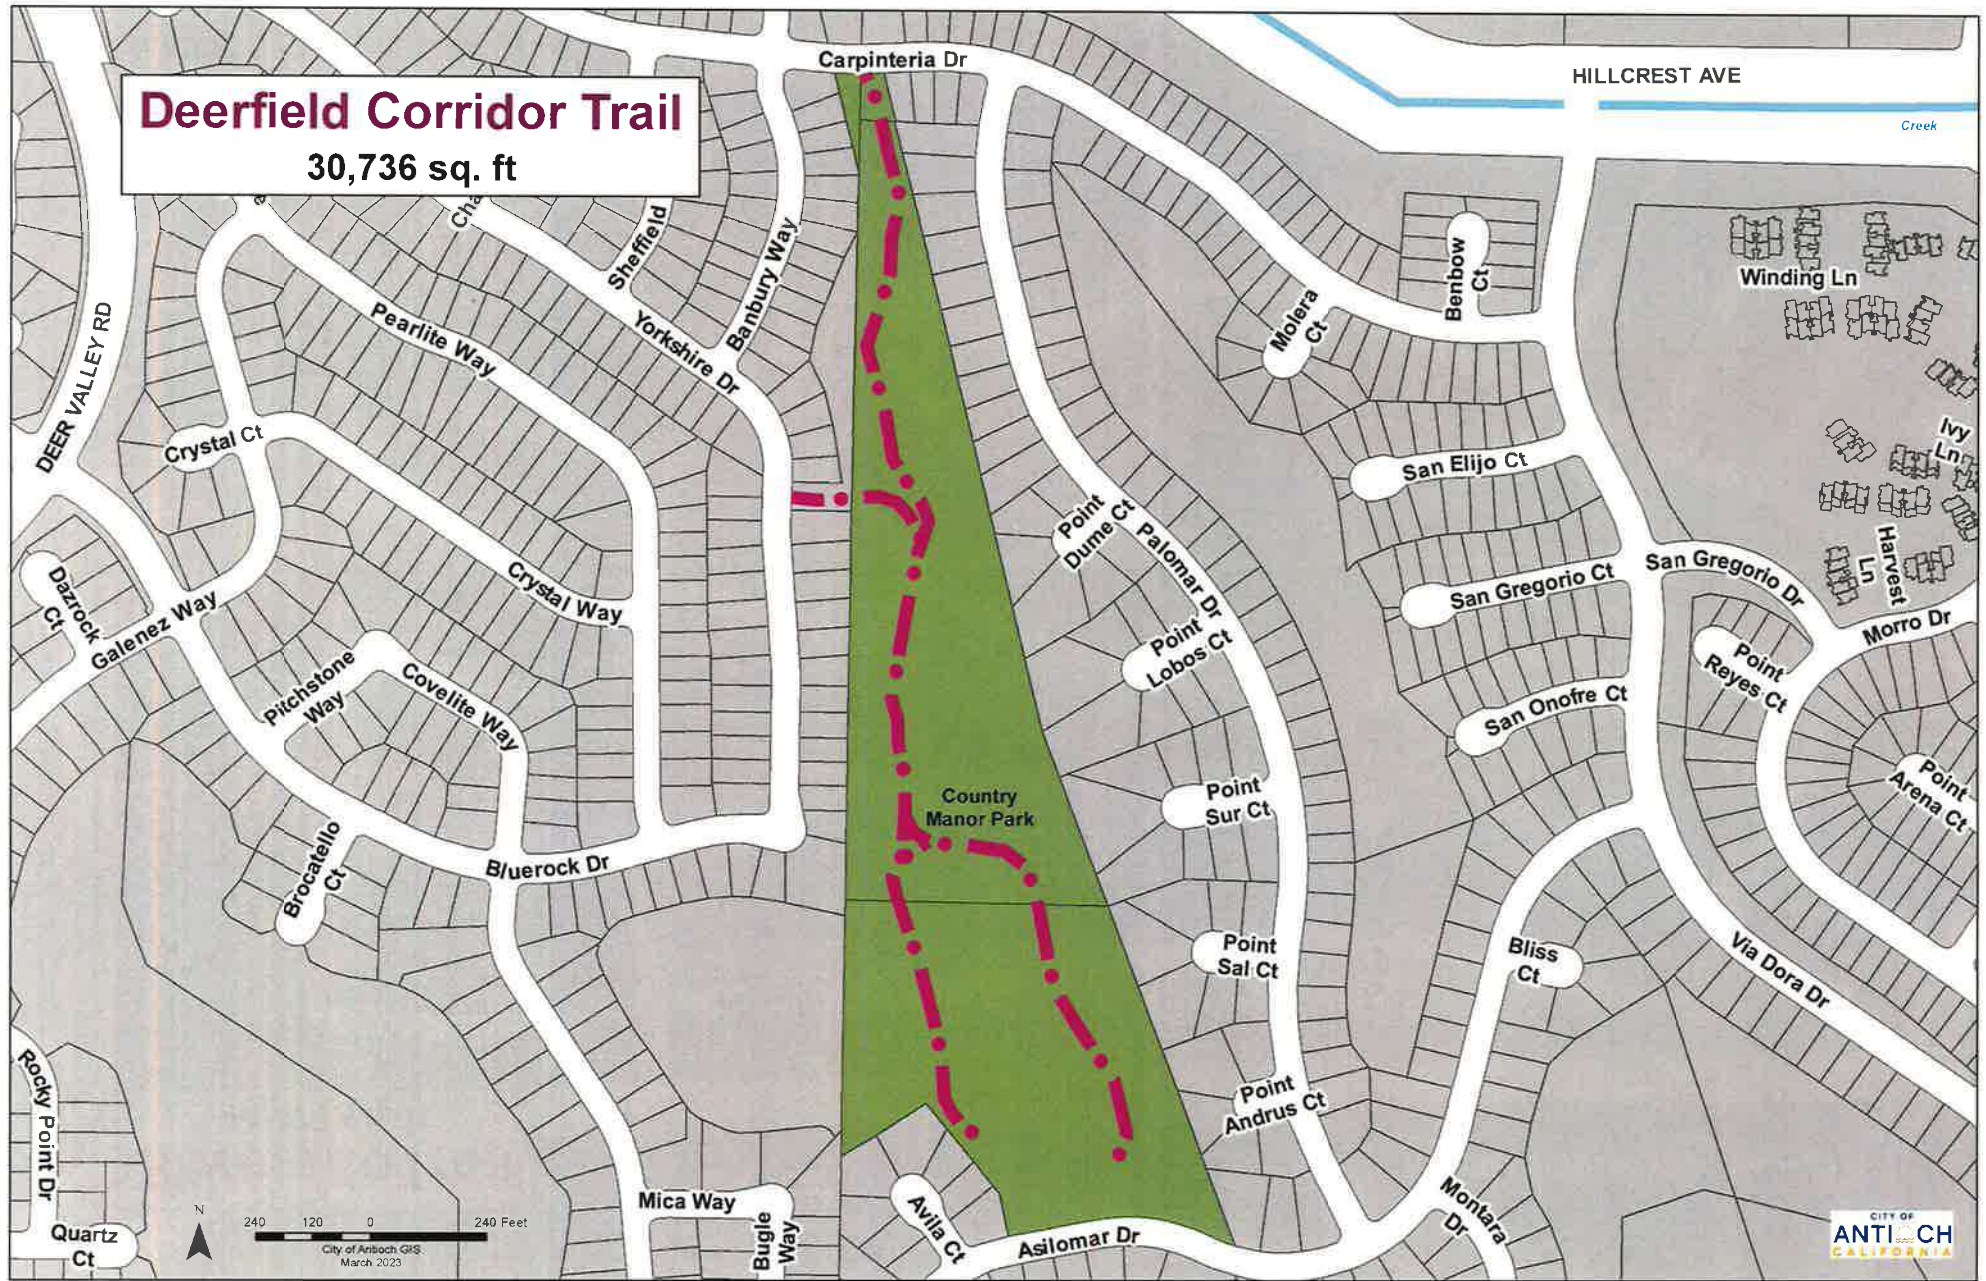 Carpinteria Dr
HILLCREST AVE
Creek
Deerfield Corridor Trail
30,736 sq. ft
Cha
Sheffield
Banbury Way
Yorkshire Dr
Pearlite Way
DEER VALLEY RD
Crystal Ct
Crystal Way
Dazrock
Ct
Galenez Way
Pitchstone
Way
Covelite Way
Brocatello
Ct
Bluerock Dr
Benbow
Ct
Molera
Ct
Winding Ln
Ivy
Ln
Harvest
Ln
San Elijo Ct
San Gregorio Ct
San Gregorio Dr
Morro Dr
San Onofre Ct
Point
Reyes Ct
Point
Arena Ct
Point
Dume Ct
Palomar Dr
Point
Lobos Ct
Point
Sur Ct
Country
Manor Park
Point
Sal Ct
Bliss
Ct
Via Dora Dr
Point
Andrus Ct
Montara
Dr
Rocky Point Dr
Quartz
Ct
Mica Way
Bugle
Way
Avila Ct
Asilomar Dr
N
240 120 0 240 Feet
City of Antioch GIS
March 2023
CITY OF
ANTIOCH
CALIFORNIA